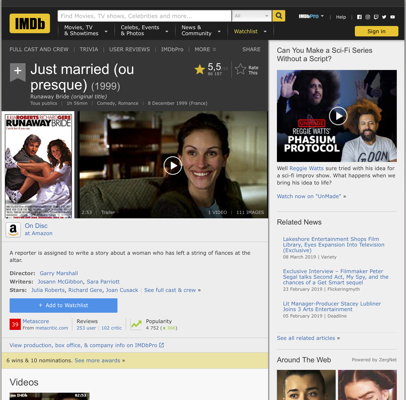 IMDb
Find Movies, TV shows, Celebrities and more...
All
IMDbPro
Help
Movies, TV & Showtimes
Celebs, Events & Photos
News & Community
Watchlist
Sign in
FULL CAST AND CREW | TRIVIA | USER REVIEWS | IMDbPro | MORE
SHARE
Just married (ou presque) (1999)
Runaway Bride (original title)
Tous publics | 1h 56min | Comedy, Romance | 8 December 1999 (France)
5,5
Rate This
JULIA ROBERTS RICHARD GERE
RUNAWAY BRIDE
2:53 | Trailer
1 VIDEO | 111 IMAGES
On Disc
at Amazon
A reporter is assigned to write a story about a woman who has left a string of fiances at the altar.
Director: Garry Marshall
Writers: Josann McGibbon, Sara Parriott
Stars: Julia Roberts, Richard Gere, Joan Cusack | See full cast & crew »
+ Add to Watchlist
39
Metascore
From metacritic.com
Reviews
253 user | 102 critic
Popularity
4 752
View production, box office, & company info on IMDbPro
6 wins & 10 nominations. See more awards »
Videos
Can You Make a Sci-Fi Series Without a Script?
REGGIE WATTS'
PHASIUM PROTOCOL
Well Reggie Watts sure tried with his idea for a sci-fi improv show. What happens when we bring his idea to life?
Watch now on "UnMade" »
Related News
Lakeshore Entertainment Shops Film Library, Eyes Expansion Into Television (Exclusive)
08 March 2019 | Variety
Exclusive Interview – Filmmaker Peter Segal talks Second Act, My Spy, and the chances of a Get Smart sequel
23 February 2019 | Flickeringmyth
Lit Manager-Producer Stacey Lubliner Joins 3 Arts Entertainment
05 February 2019 | Deadline
See all related articles »
Around The Web
Powered by ZergNet